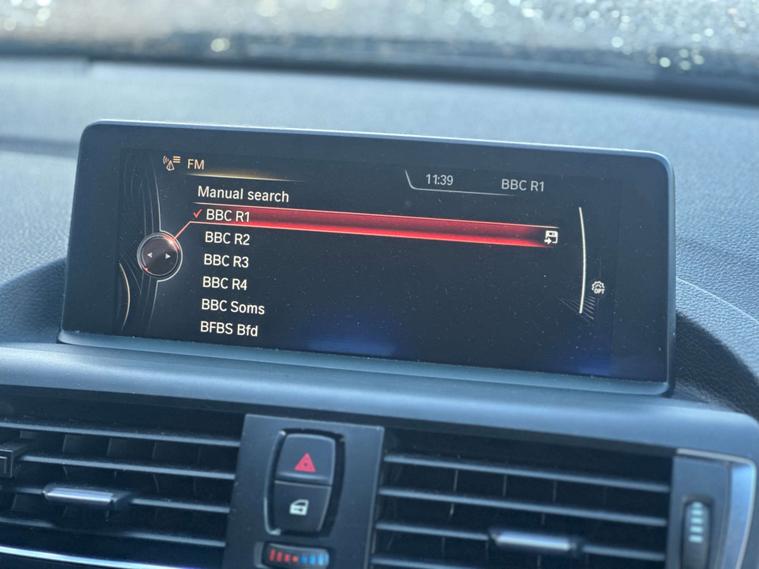 FM
11:39 BBC R1
Manual search
BBC R1
BBC R2
BBC R3
BBC R4
BBC Soms
BFBS Bfd
OPT